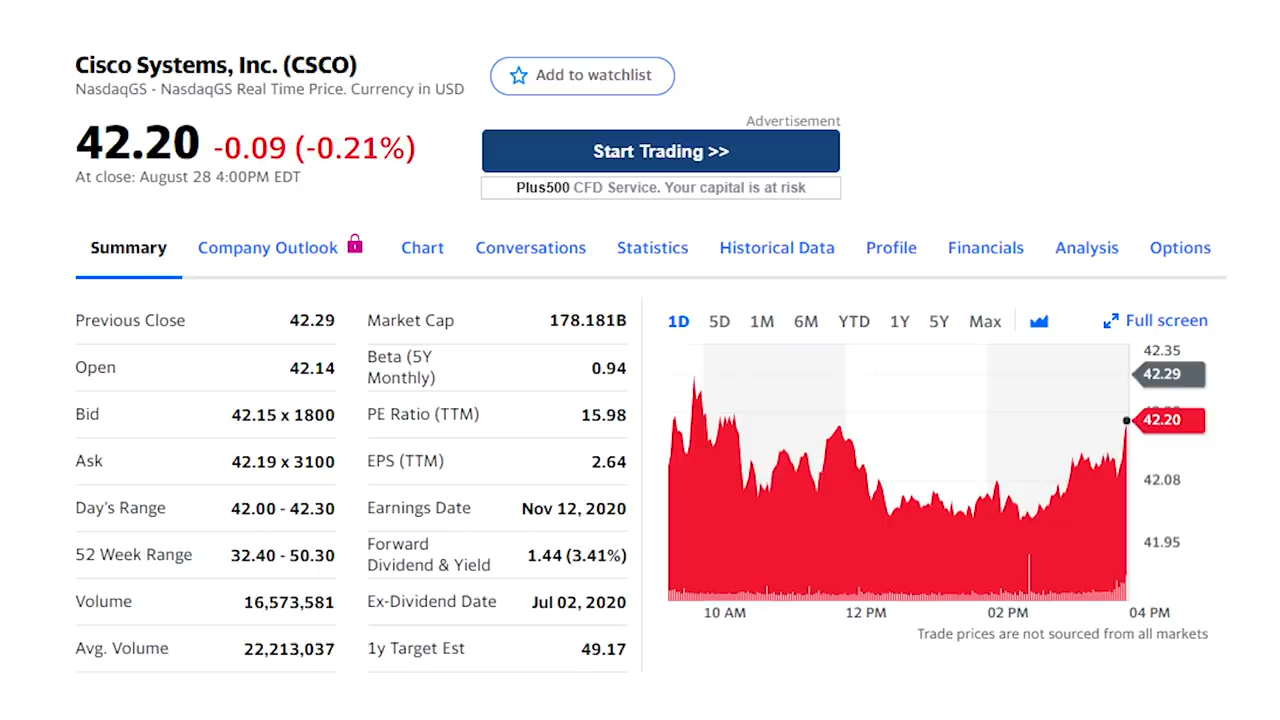 Cisco Systems, Inc. (CSCO)
NasdaqGS - NasdaqGS Real Time Price. Currency in USD
Add to watchlist
42.20 -0.09 (-0.21%)
At close: August 28 4:00PM EDT
Advertisement
Start Trading >>
Plus500 CFD Service. Your capital is at risk
Summary Company Outlook Chart Conversations Statistics Historical Data Profile Financials Analysis Options
Previous Close 42.29
Open 42.14
Bid 42.15 x 1800
Ask 42.19 x 3100
Day's Range 42.00 - 42.30
52 Week Range 32.40 - 50.30
Volume 16,573,581
Avg. Volume 22,213,037
Market Cap 178.181B
Beta (5Y
Monthly) 0.94
PE Ratio (TTM) 15.98
EPS (TTM) 2.64
Earnings Date Nov 12, 2020
Forward
Dividend & Yield 1.44 (3.41%)
Ex-Dividend Date Jul 02, 2020
1y Target Est 49.17
1D 5D 1M 6M YTD 1Y 5Y Max Full screen
42.35
42.29
42.20
42.08
41.95
10 AM 12 PM 02 PM 04 PM
Trade prices are not sourced from all markets